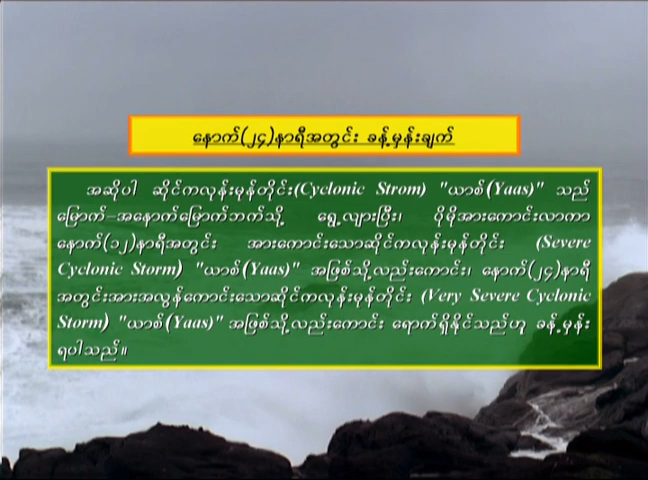 နောက်(၂၄)နာရီအတွင်း ခန့်မှန်းချက်
အဆိုပါ ဆိုင်ကလုန်းမုန်တိုင်း(Cyclonic Strom) "ယာစ်(Yaas)" သည်
မြောက်-အနောက်မြောက်ဘက်သို့ ရွေ့လျားပြီး၊ ပိုမိုအားကောင်းလာကာ
နောက်(၁၂)နာရီအတွင်း အားကောင်းသောဆိုင်ကလုန်းမုန်တိုင်း (Severe
Cyclonic Storm) "ယာစ်(Yaas)" အဖြစ်သို့လည်းကောင်း၊ နောက်(၂၄)နာရီ
အတွင်းအားအလွန်ကောင်းသောဆိုင်ကလုန်းမုန်တိုင်း (Very Severe Cyclonic
Storm) "ယာစ်(Yaas)" အဖြစ်သို့လည်းကောင်း ရောက်ရှိနိုင်သည်ဟု ခန့်မှန်း
ရပါသည်။